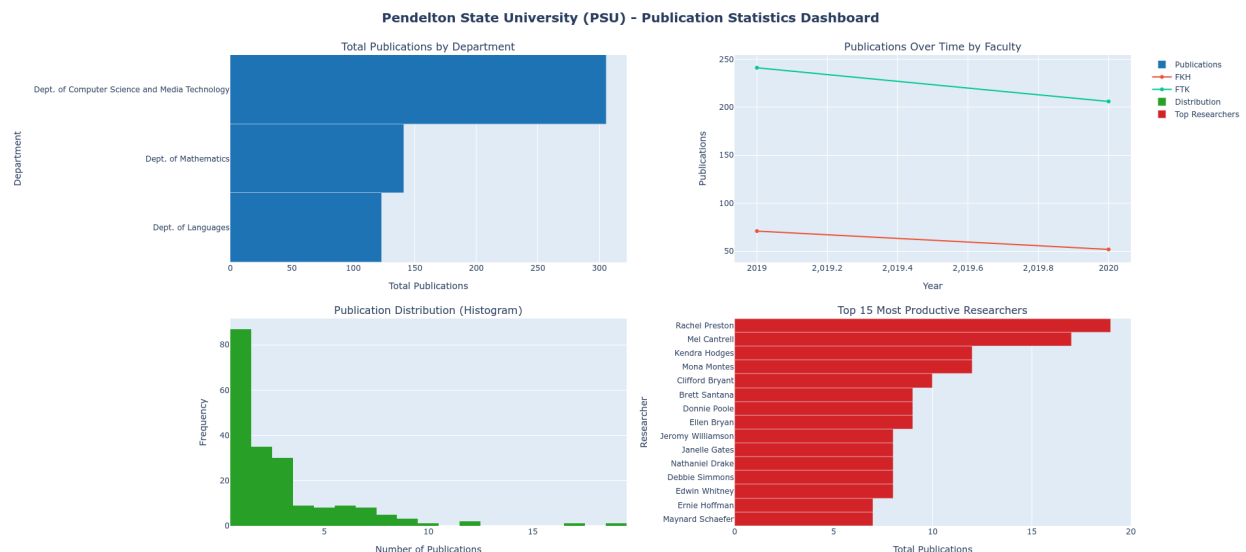 Pendelton State University (PSU) - Publication Statistics Dashboard
Total Publications by Department
Department
Dept. of Computer Science and Media Technology
Dept. of Mathematics
Dept. of Languages
0 50 100 150 200 250 300
Total Publications
Publications Over Time by Faculty
Publications
250
200
150
100
50
2019 2,019.2 2,019.4 2,019.6 2,019.8 2020
Year
Publications
FKH
FTK
Distribution
Top Researchers
Publication Distribution (Histogram)
Frequency
80
60
40
20
0
5 10 15
Number of Publications
Top 15 Most Productive Researchers
Researcher
Rachel Preston
Mel Cantrell
Kendra Hodges
Mona Montes
Clifford Bryant
Brett Santana
Donnie Poole
Ellen Bryan
Jeromy Williamson
Janelle Gates
Nathaniel Drake
Debbie Simmons
Edwin Whitney
Ernie Hoffman
Maynard Schaefer
0 5 10 15 20
Total Publications